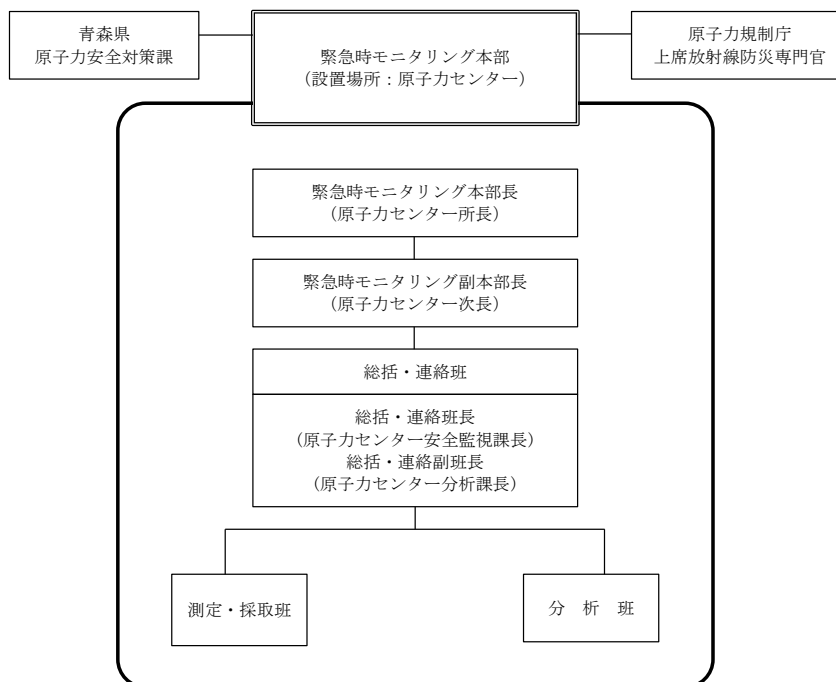 青森県
原子力安全対策課
緊急時モニタリング本部
（設置場所：原子力センター）
原子力規制庁
上席放射線防災専門官
緊急時モニタリング本部長
（原子力センター所長）
緊急時モニタリング副本部長
（原子力センター次長）
総括・連絡班
総括・連絡班長
（原子力センター安全監視課長）
総括・連絡副班長
（原子力センター分析課長）
測定・採取班
分　析　班